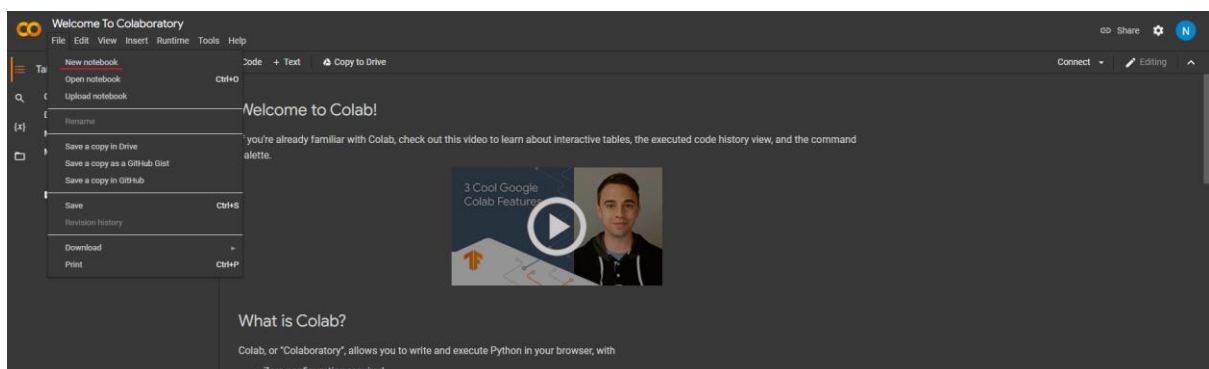 Welcome To Colaboratory
File Edit View Insert Runtime Tools Help
Share
N
Code + Text Copy to Drive
Connect
Editing
New notebook
Open notebook Ctrl+O
Upload notebook
Rename
Save a copy in Drive
Save a copy as a GitHub Gist
Save a copy in GitHub
Save Ctrl+S
Revision history
Download
Print Ctrl+P
{x}
Welcome to Colab!
you're already familiar with Colab, check out this video to learn about interactive tables, the executed code history view, and the command
alette.
3 Cool Google
Colab Features
What is Colab?
Colab, or "Colaboratory", allows you to write and execute Python in your browser, with